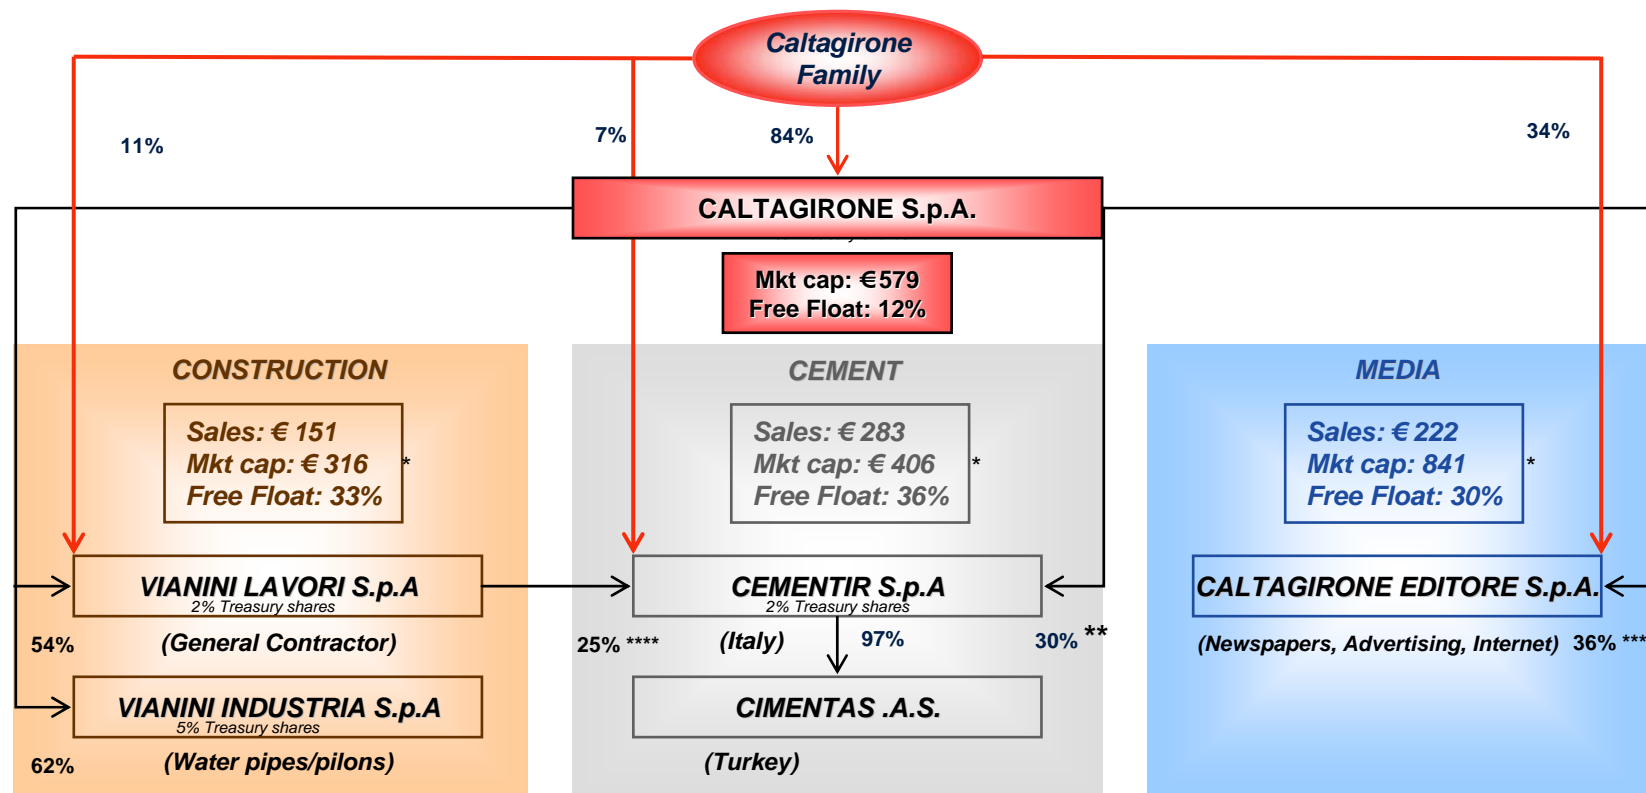 Caltagirone
Family
11%
7%
84%
34%
CALTAGIRONE S.p.A.
Mkt cap: € 579
Free Float: 12%
CONSTRUCTION
Sales: € 151
Mkt cap: € 316
Free Float: 33%
*
VIANINI LAVORI S.p.A
2% Treasury shares
54%
(General Contractor)
VIANINI INDUSTRIA S.p.A
5% Treasury shares
62%
(Water pipes/pilons)
CEMENT
Sales: € 283
Mkt cap: € 406
Free Float: 36%
*
CEMENTIR S.p.A
2% Treasury shares
25% ****
(Italy)
97%
30% **
CIMENTAS .A.S.
(Turkey)
MEDIA
Sales: € 222
Mkt cap: 841
Free Float: 30%
*
CALTAGIRONE EDITORE S.p.A.
(Newspapers, Advertising, Internet) 36% ***